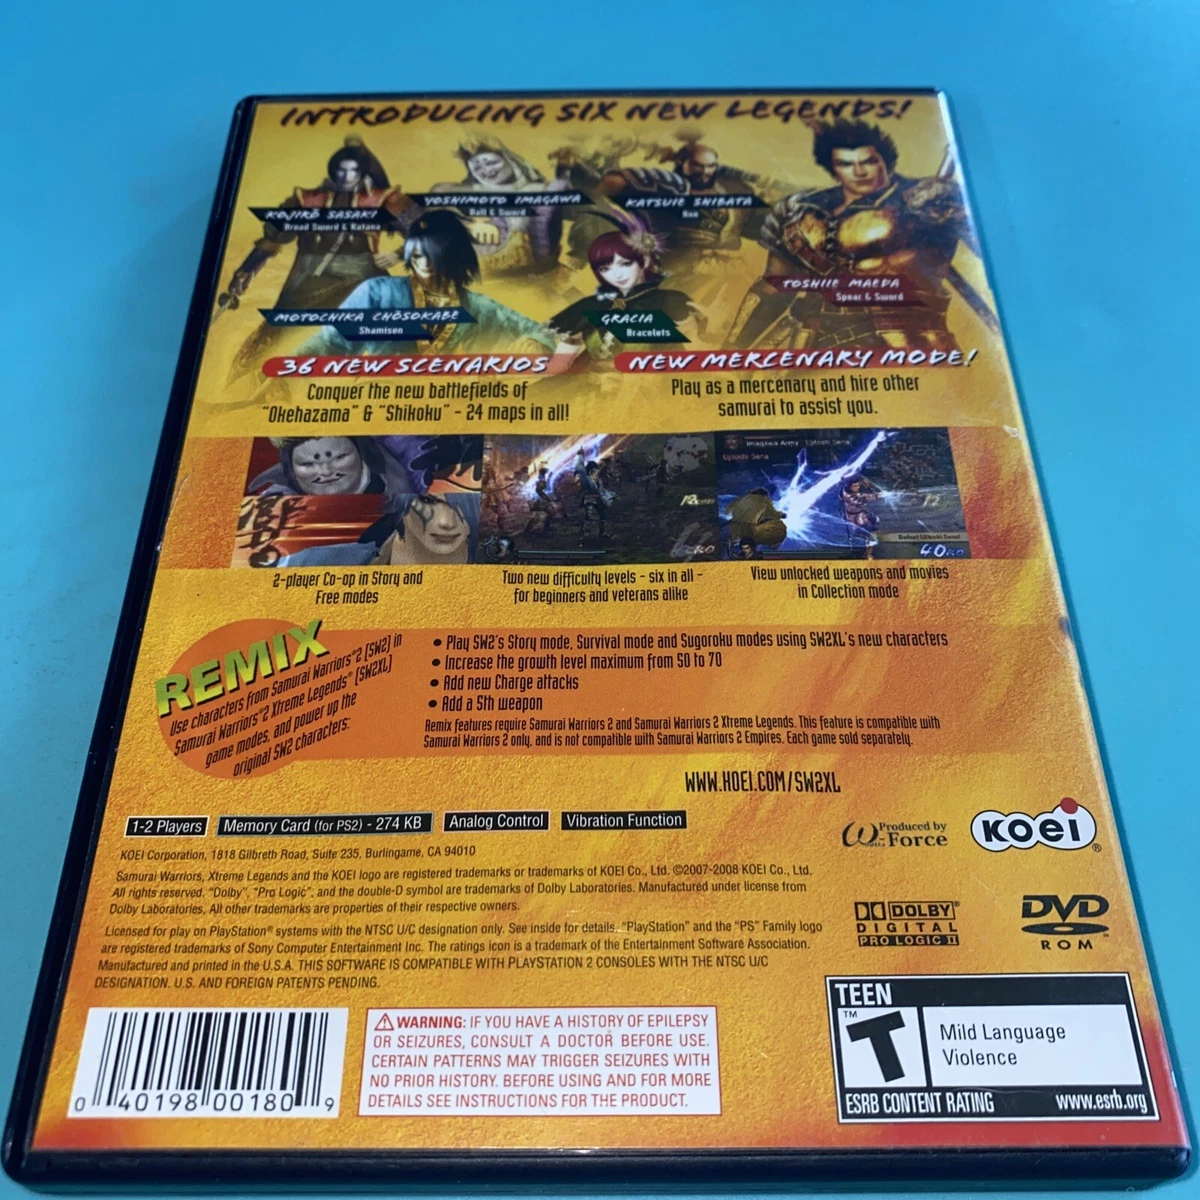 INTRODUCING SIX NEW LEGENDS!
KOJIRŌ SASAKI
Broad Sword & Katana
YOSHIMOTO IMAGAWA
Ball & Sword
KATSUIE SHIBATA
Axe
TOSHIIE MAEDA
Spear & Sword
MOTOCHIKA CHŌSOKABE
Shamisen
GRACIA
Bracelets
36 NEW SCENARIOS
Conquer the new battlefields of
"Okehazama" & "Shikoku" - 24 maps in all!
NEW MERCENARY MODE!
Play as a mercenary and hire other
samurai to assist you.
Imagawa Army
Ujitoshi Sena
Ujitoshi Sena
Defeat Ujitoshi Sena!
40 KO
2-player Co-op in Story and
Free modes
Two new difficulty levels - six in all -
for beginners and veterans alike
View unlocked weapons and movies
in Collection mode
REMIX
Use characters from Samurai Warriors® 2 (SW2) in
Samurai Warriors® 2 Xtreme Legends® (SW2XL)
game modes, and power up the
original SW2 characters:
• Play SW2's Story mode, Survival mode and Sugoroku modes using SW2XL's new characters
• Increase the growth level maximum from 50 to 70
• Add new Charge attacks
• Add a 5th weapon
Remix features require Samurai Warriors 2 and Samurai Warriors 2 Xtreme Legends. This feature is compatible with
Samurai Warriors 2 only, and is not compatible with Samurai Warriors 2 Empires. Each game sold separately.
WWW.KOEI.COM/SW2XL
1-2 Players
Memory Card (for PS2) - 274 KB
Analog Control
Vibration Function
Produced by
ω-Force
KOEI®
KOEI Corporation, 1818 Gilbreth Road, Suite 235, Burlingame, CA 94010
Samurai Warriors, Xtreme Legends and the KOEI logo are registered trademarks or trademarks of KOEI Co., Ltd. ©2007-2008 KOEI Co., Ltd.
All rights reserved. "Dolby", "Pro Logic", and the double-D symbol are trademarks of Dolby Laboratories. Manufactured under license from
Dolby Laboratories. All other trademarks are properties of their respective owners.
Licensed for play on PlayStation® systems with the NTSC U/C designation only. See inside for details. "PlayStation" and the "PS" Family logo
are registered trademarks of Sony Computer Entertainment Inc. The ratings icon is a trademark of the Entertainment Software Association.
Manufactured and printed in the U.S.A. THIS SOFTWARE IS COMPATIBLE WITH PLAYSTATION 2 CONSOLES WITH THE NTSC U/C
DESIGNATION. U.S. AND FOREIGN PATENTS PENDING.
DOLBY®
DIGITAL
PRO LOGIC II
DVD™
ROM
0 40198 00180 9
⚠ WARNING: IF YOU HAVE A HISTORY OF EPILEPSY
OR SEIZURES, CONSULT A DOCTOR BEFORE USE.
CERTAIN PATTERNS MAY TRIGGER SEIZURES WITH
NO PRIOR HISTORY. BEFORE USING AND FOR MORE
DETAILS SEE INSTRUCTIONS FOR THE PRODUCT.
TEEN
™
T
Mild Language
Violence
ESRB CONTENT RATING
www.esrb.org